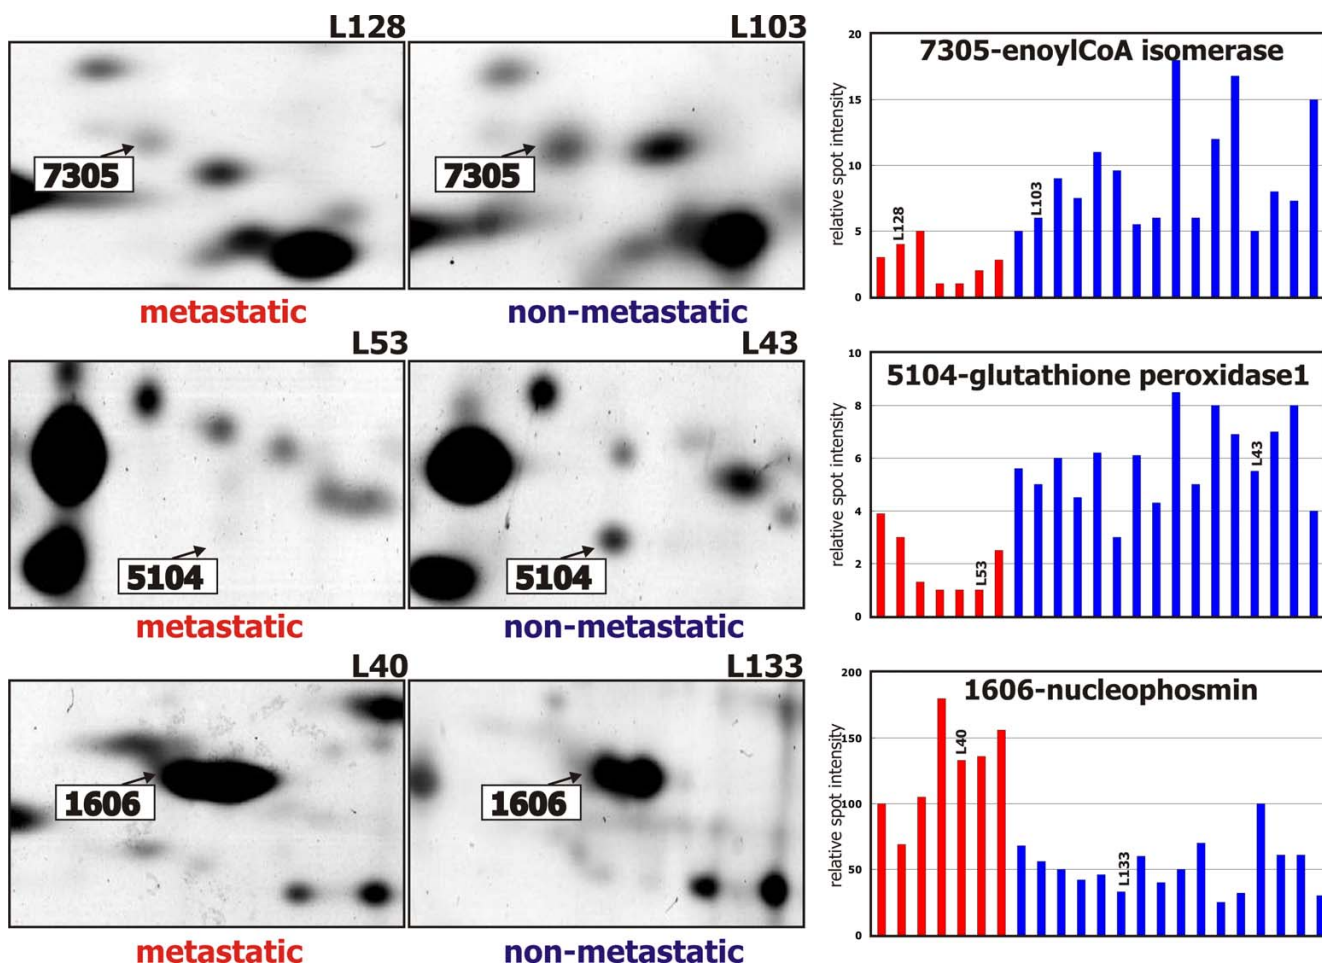 L128
L103
7305
7305
metastatic
non-metastatic
7305-enoylCoA isomerase
relative spot intensity
20
15
10
5
0
L128
L103
L53
L43
5104
5104
metastatic
non-metastatic
5104-glutathione peroxidase1
relative spot intensity
10
8
6
4
2
0
L53
L43
L40
L133
1606
1606
metastatic
non-metastatic
1606-nucleophosmin
relative spot intensity
200
150
100
50
0
L40
L133